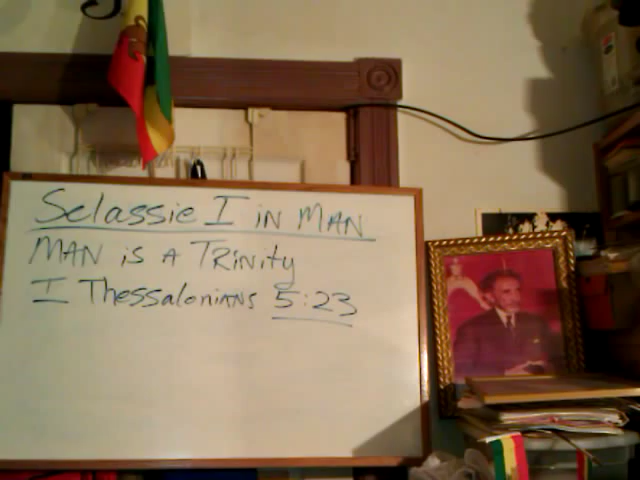 Selassie I in MAN
MAN is A Trinity
I Thessalonians 5:23